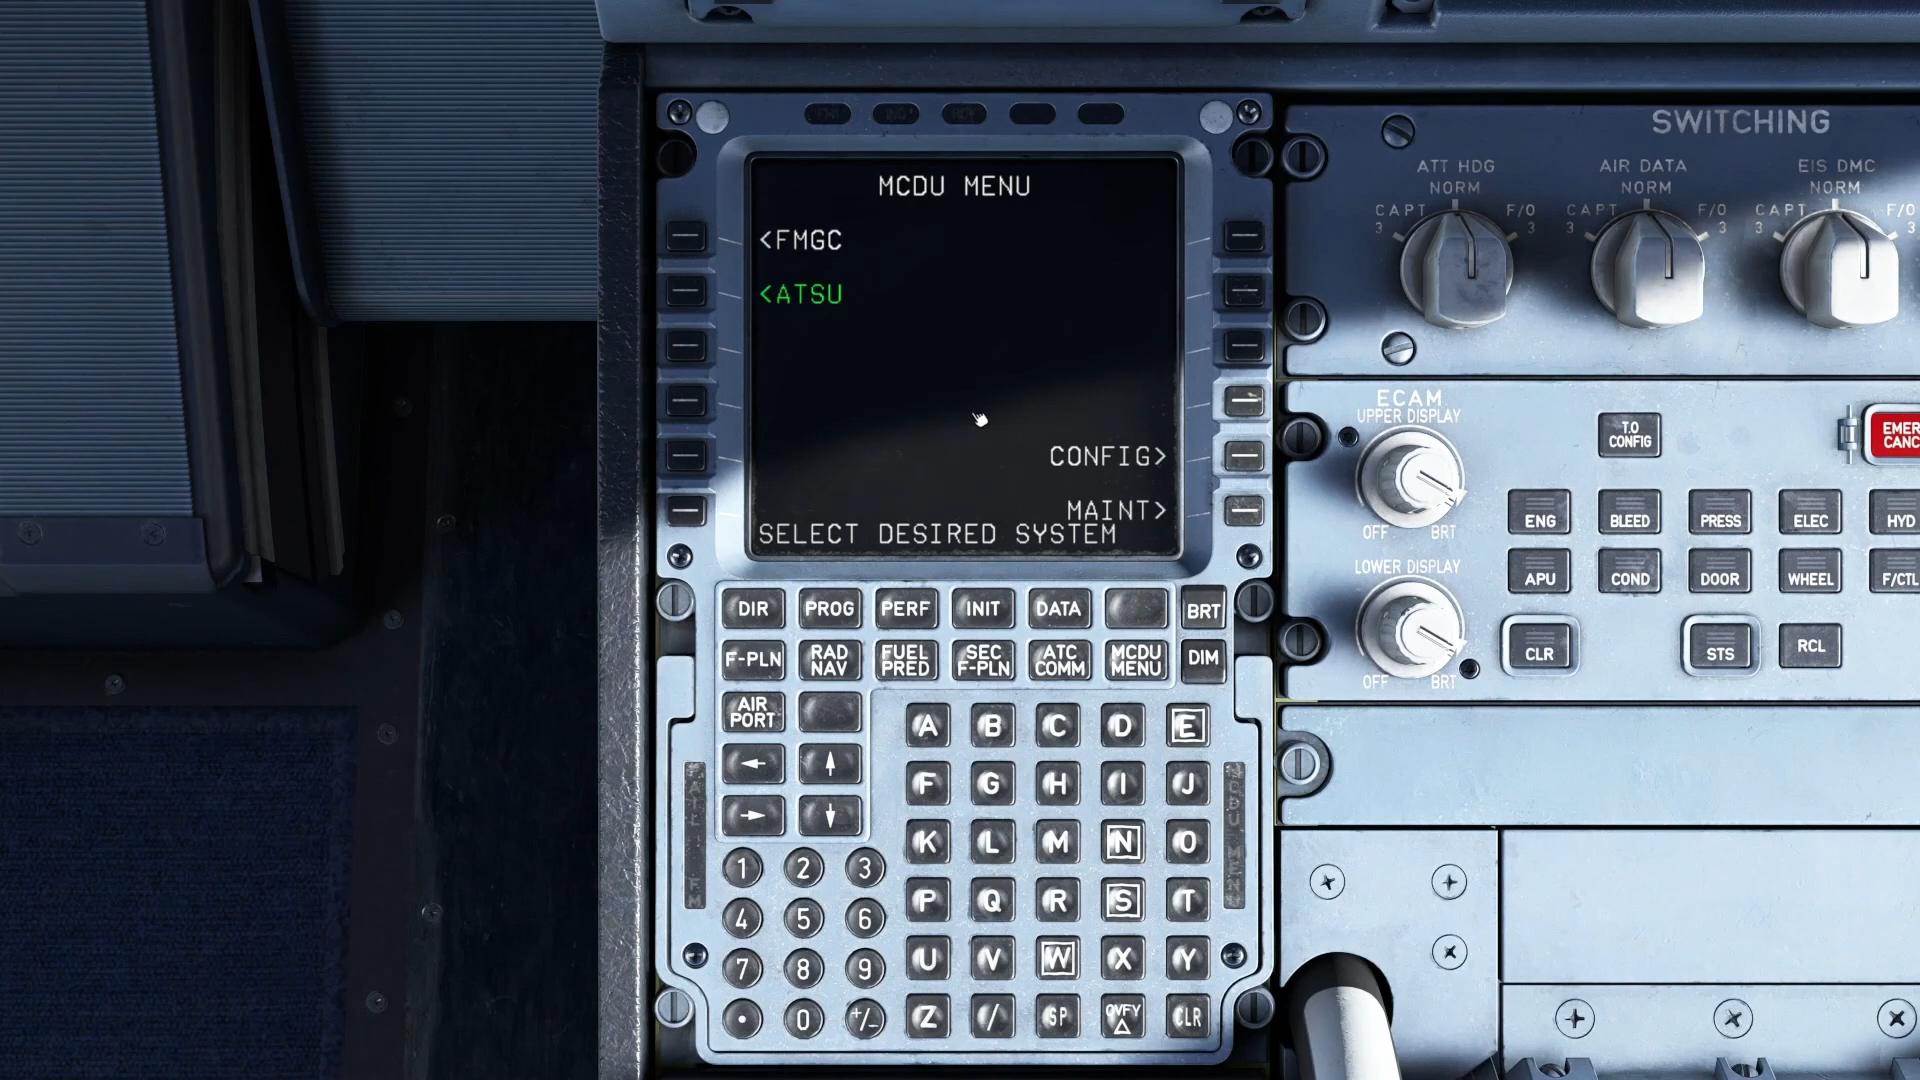 MCDU MENU
<FMGC
<ATSU
CONFIG>
MAINT>
SELECT DESIRED SYSTEM
DIR PROG PERF INIT DATA BRT
F-PLN RAD NAV FUEL PRED SEC F-PLN ATC COMM MCDU MENU DIM
AIR PORT
← ↑
→ ↓
A B C D E
F G H I J
K L M N O
P Q R S T
U V W X Y
Z / SP OVFY Δ CLR
1 2 3
4 5 6
7 8 9
. 0 +/-
MCDU MENU
SWITCHING
ATT HDG AIR DATA EIS DMC
NORM NORM NORM
CAPT F/O CAPT F/O CAPT F/O
3 3 3 3 3 3
ECAM
UPPER DISPLAY
OFF BRT
LOWER DISPLAY
OFF BRT
T.O CONFIG
EMER
CANC
ENG BLEED PRESS ELEC HYD
APU COND DOOR WHEEL F/CTL
CLR STS RCL